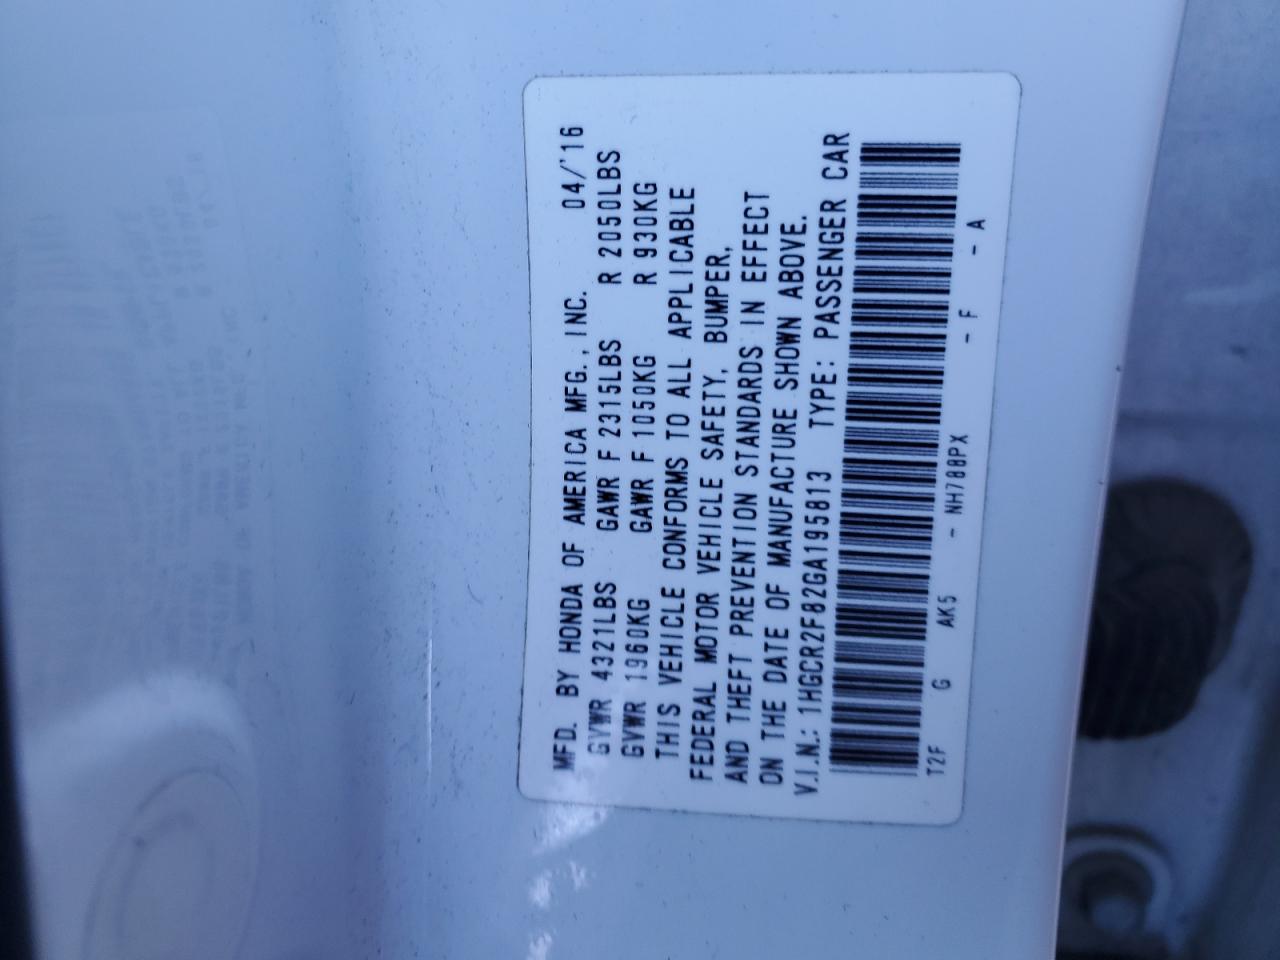 MFD. BY HONDA OF AMERICA MFG., INC. 04/'16
GVWR 4321LBS GAWR F 2315LBS R 2050LBS
GVWR 1960KG GAWR F 1050KG R 930KG
THIS VEHICLE CONFORMS TO ALL APPLICABLE
FEDERAL MOTOR VEHICLE SAFETY, BUMPER,
AND THEFT PREVENTION STANDARDS IN EFFECT
ON THE DATE OF MANUFACTURE SHOWN ABOVE.
V.I.N.: 1HGCR2F82GA195813 TYPE: PASSENGER CAR
T2F G AK5 - NH788PX - F - A